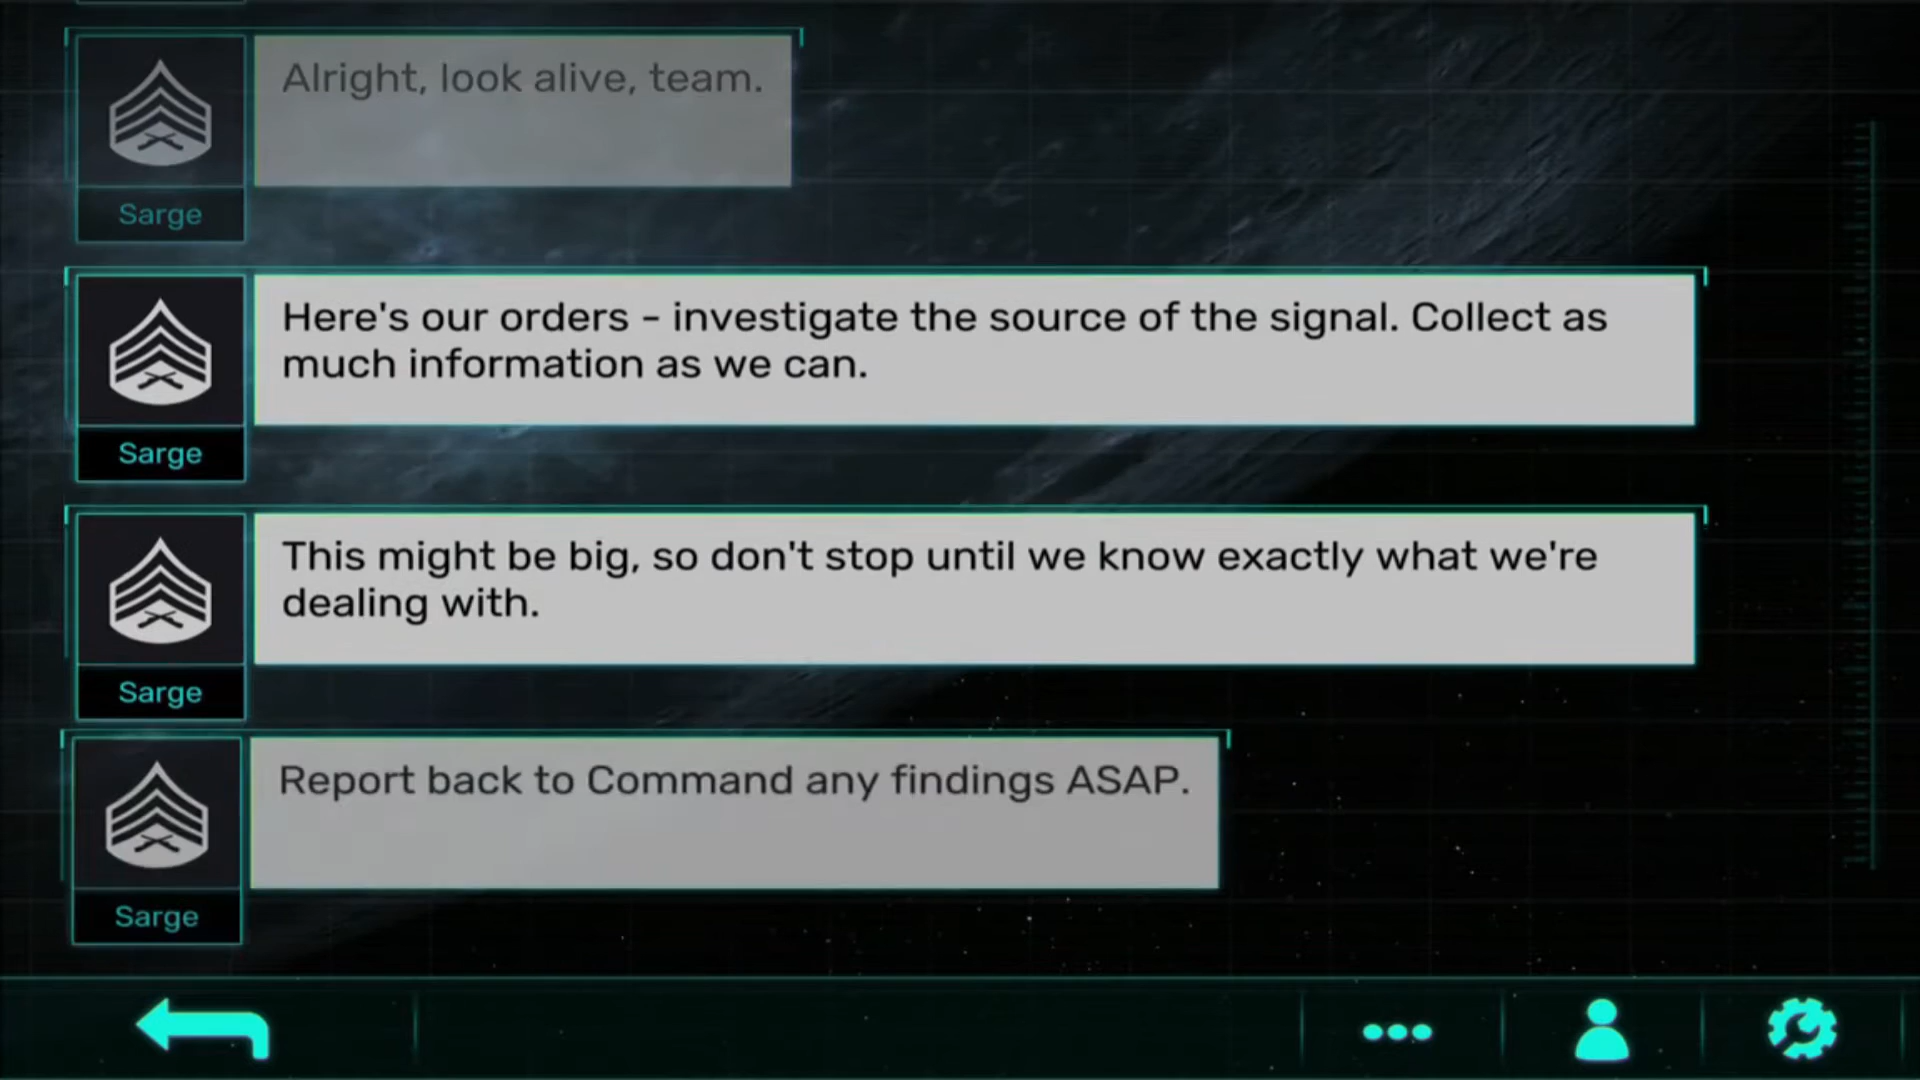 Alright, look alive, team.
Sarge
Here's our orders - investigate the source of the signal. Collect as
much information as we can.
Sarge
This might be big, so don't stop until we know exactly what we're
dealing with.
Sarge
Report back to Command any findings ASAP.
Sarge